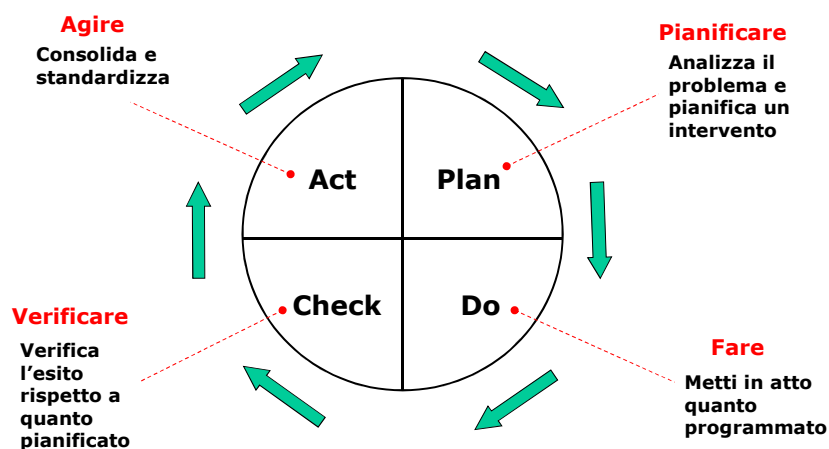 Agire
Consolida e
standardizza
Pianificare
Analizza il
problema e
pianifica un
intervento
Act
Plan
Check
Do
Verificare
Verifica
l'esito
rispetto a
quanto
pianificato
Fare
Metti in atto
quanto
programmato